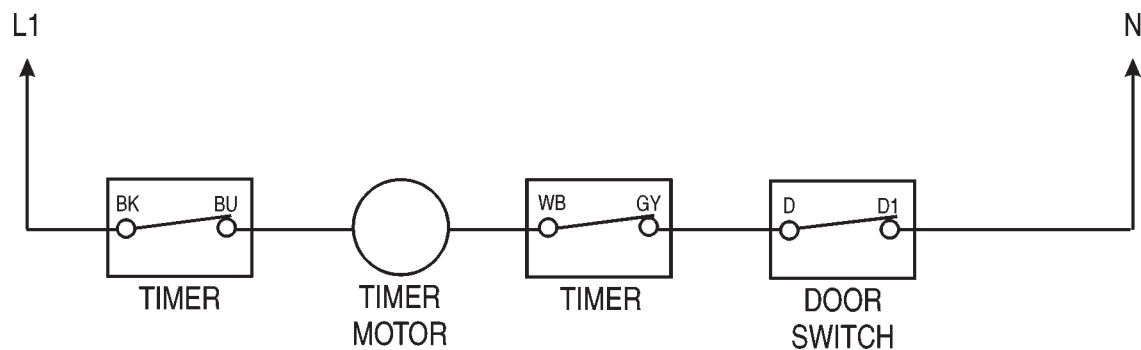 L1
N
BK
BU
WB
GY
D
D1
TIMER
TIMER
MOTOR
TIMER
DOOR
SWITCH